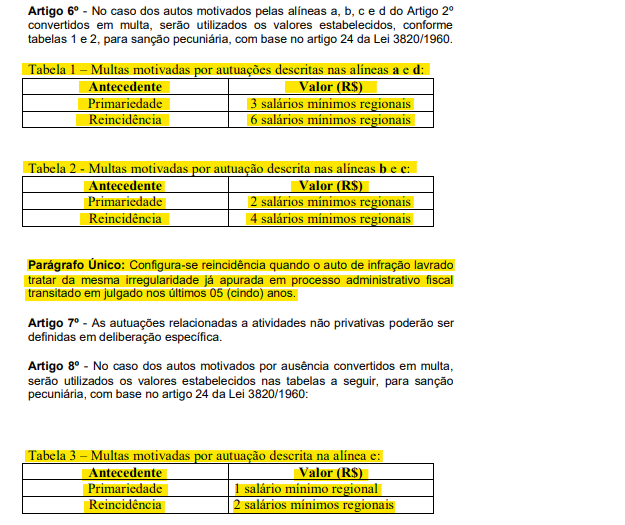 Artigo 6º - No caso dos autos motivados pelas alíneas a, b, c e d do Artigo 2º
convertidos em multa, serão utilizados os valores estabelecidos, conforme
tabelas 1 e 2, para sanção pecuniária, com base no artigo 24 da Lei 3820/1960.
Tabela 1 – Multas motivadas por autuações descritas nas alíneas a e d:
Antecedente Valor (R$)
Primariedade 3 salários mínimos regionais
Reincidência 6 salários mínimos regionais
Tabela 2 - Multas motivadas por autuação descrita nas alíneas b e c:
Antecedente Valor (R$)
Primariedade 2 salários mínimos regionais
Reincidência 4 salários mínimos regionais
Parágrafo Único: Configura-se reincidência quando o auto de infração lavrado
tratar da mesma irregularidade já apurada em processo administrativo fiscal
transitado em julgado nos últimos 05 (cindo) anos.
Artigo 7º - As autuações relacionadas a atividades não privativas poderão ser
definidas em deliberação específica.
Artigo 8º - No caso dos autos motivados por ausência convertidos em multa,
serão utilizados os valores estabelecidos nas tabelas a seguir, para sanção
pecuniária, com base no artigo 24 da Lei 3820/1960:
Tabela 3 – Multas motivadas por autuação descrita na alínea e:
Antecedente Valor (R$)
Primariedade 1 salário mínimo regional
Reincidência 2 salários mínimos regionais